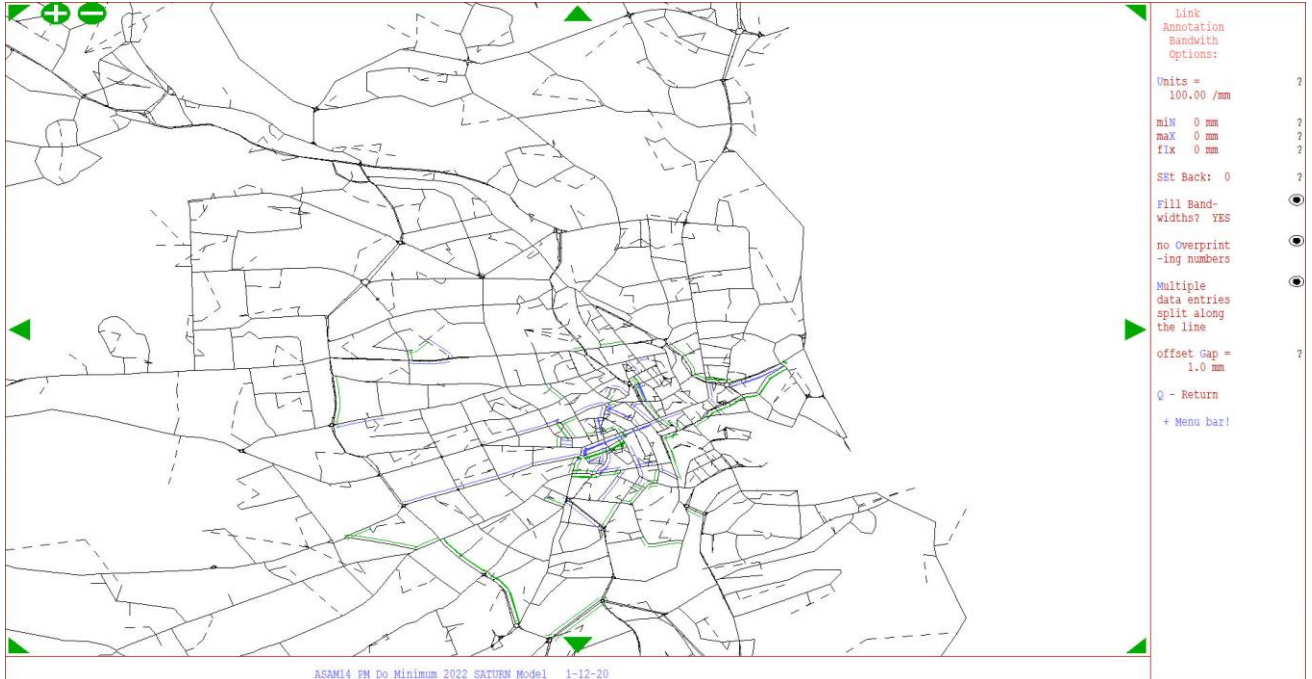 Link
Annotation
Bandwith
Options:
Units = ?
100.00 /mm
miN 0 mm ?
maX 0 mm ?
fIx 0 mm ?
SEt Back: 0 ?
Fill Band-
widths? YES
no Overprint
-ing numbers
Multiple
data entries
split along
the line
offset Gap = ?
1.0 mm
Q - Return
+ Menu bar!
ASAM14 PM Do Minimum 2022 SATURN Model 1-12-20